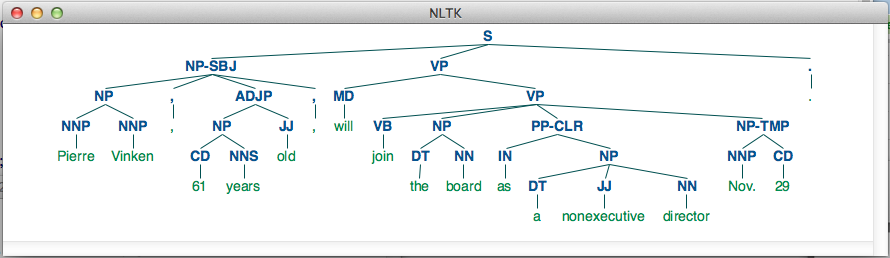 NLTK
S
NP-SBJ VP .
NP , ADJP , MD VP .
NNP NNP , NP JJ , will VB NP PP-CLR NP-TMP
Pierre Vinken CD NNS old join DT NN IN NP NNP CD
61 years the board as DT JJ NN Nov. 29
a nonexecutive director